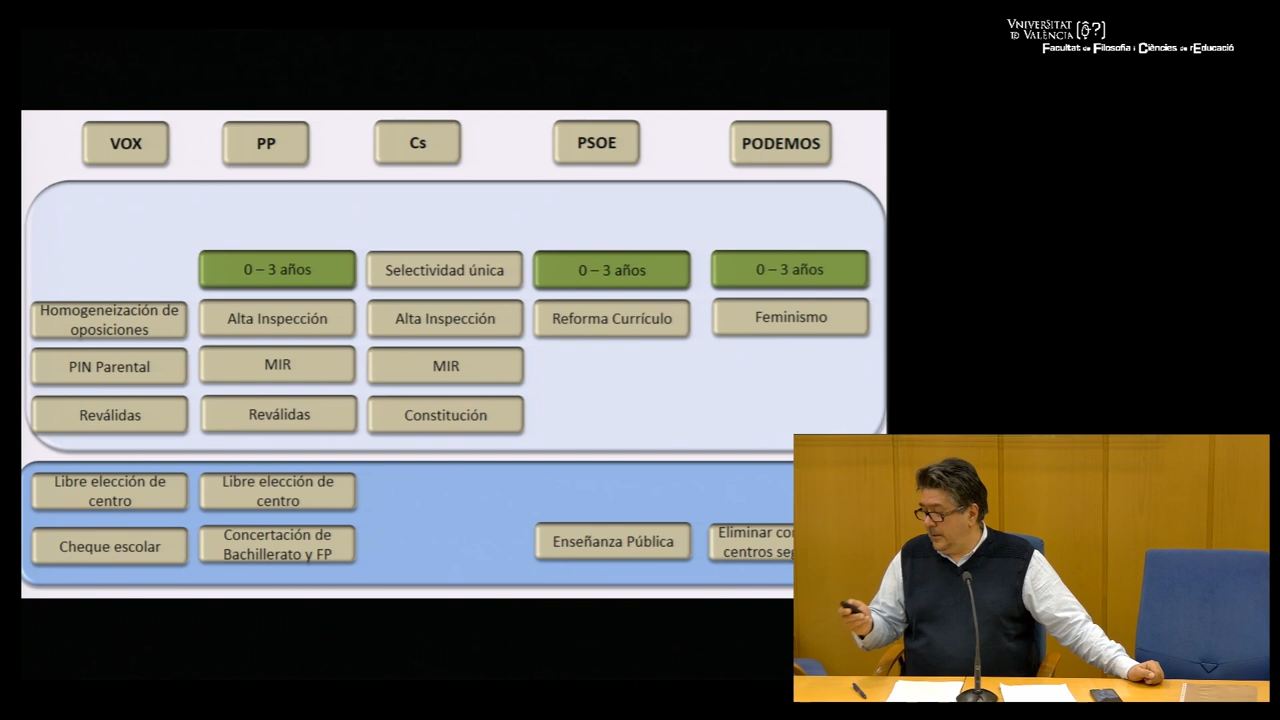 VNIVERSITAT
ID VALÈNCIA
Facultat de Filosofia i Ciències de l'Educació
VOX
PP
Cs
PSOE
PODEMOS
0 – 3 años
Selectividad única
0 – 3 años
0 – 3 años
Homogeneización de
oposiciones
Alta Inspección
Alta Inspección
Reforma Currículo
Feminismo
PIN Parental
MIR
MIR
Reválidas
Reválidas
Constitución
Libre elección de
centro
Libre elección de
centro
Cheque escolar
Concertación de
Bachillerato y FP
Enseñanza Pública
Eliminar
centros